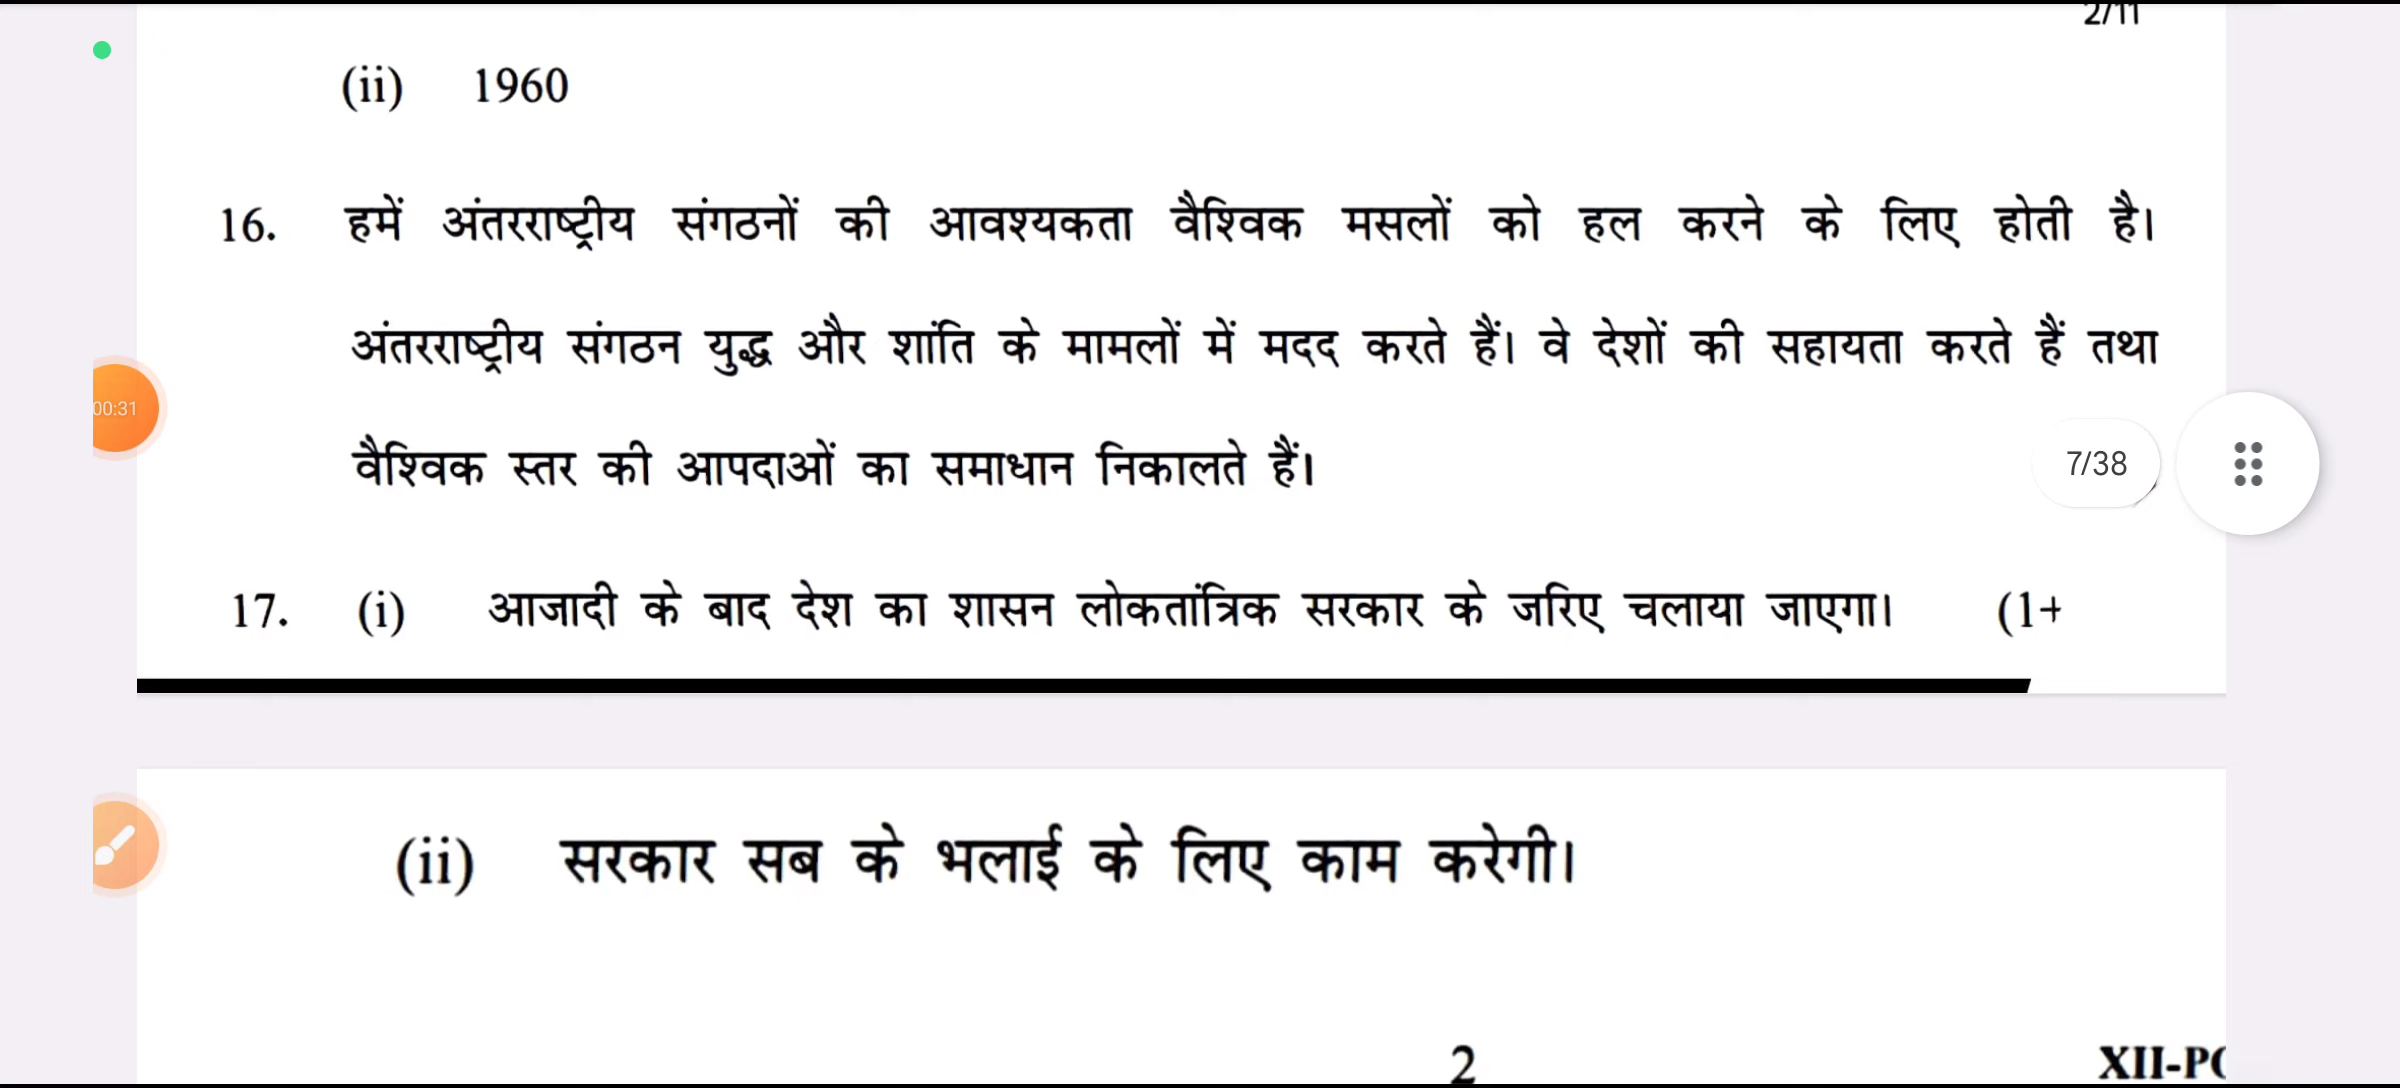 2/11
(ii) 1960
16. हमें अंतरराष्ट्रीय संगठनों की आवश्यकता वैश्विक मसलों को हल करने के लिए होती है।
अंतरराष्ट्रीय संगठन युद्ध और शांति के मामलों में मदद करते हैं। वे देशों की सहायता करते हैं तथा
00:31
वैश्विक स्तर की आपदाओं का समाधान निकालते हैं।
7/38
17. (i) आजादी के बाद देश का शासन लोकतांत्रिक सरकार के जरिए चलाया जाएगा। (1+
(ii) सरकार सब के भलाई के लिए काम करेगी।
2